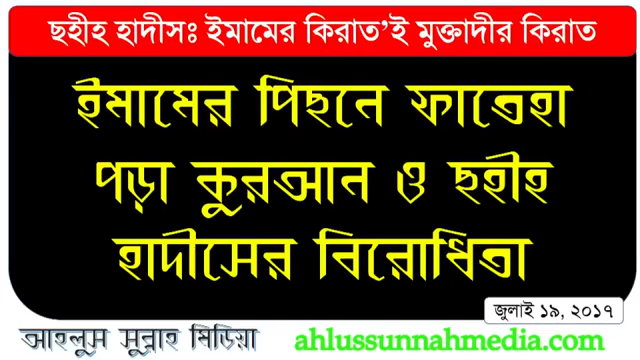 ছহীহ হাদীসঃ ইমামের কিরাত’ই মুক্তাদীর কিরাত
ইমামের পিছনে ফাতেহা
পড়া কুরআন ও ছহীহ
হাদীসের বিরোধিতা
জুলাই ১৯, ২০১৭
আহলুস সুন্নাহ মিডিয়া ahlussunnahmedia.com